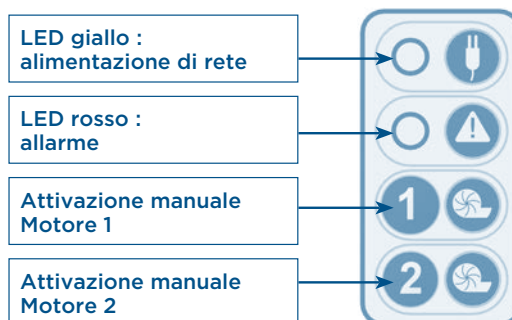 LED giallo :
alimentazione di rete
LED rosso :
allarme
Attivazione manuale
Motore 1
1
Attivazione manuale
Motore 2
2